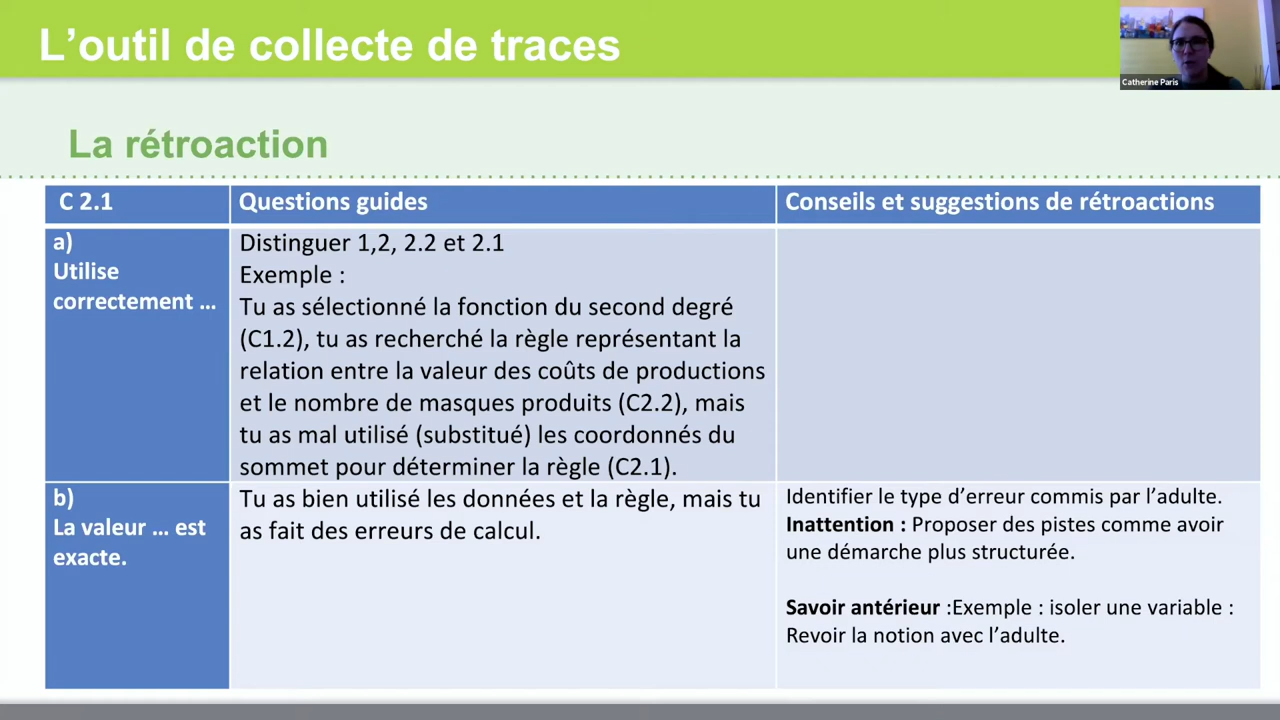 L’outil de collecte de traces
Catherine Paris
La rétroaction
C 2.1
Questions guides
Conseils et suggestions de rétroactions
a)
Utilise
correctement ...
Distinguer 1,2, 2.2 et 2.1
Exemple :
Tu as sélectionné la fonction du second degré
(C1.2), tu as recherché la règle représentant la
relation entre la valeur des coûts de productions
et le nombre de masques produits (C2.2), mais
tu as mal utilisé (substitué) les coordonnés du
sommet pour déterminer la règle (C2.1).
b)
La valeur ... est
exacte.
Tu as bien utilisé les données et la règle, mais tu
as fait des erreurs de calcul.
Identifier le type d’erreur commis par l’adulte.
Inattention : Proposer des pistes comme avoir
une démarche plus structurée.
Savoir antérieur :Exemple : isoler une variable :
Revoir la notion avec l’adulte.